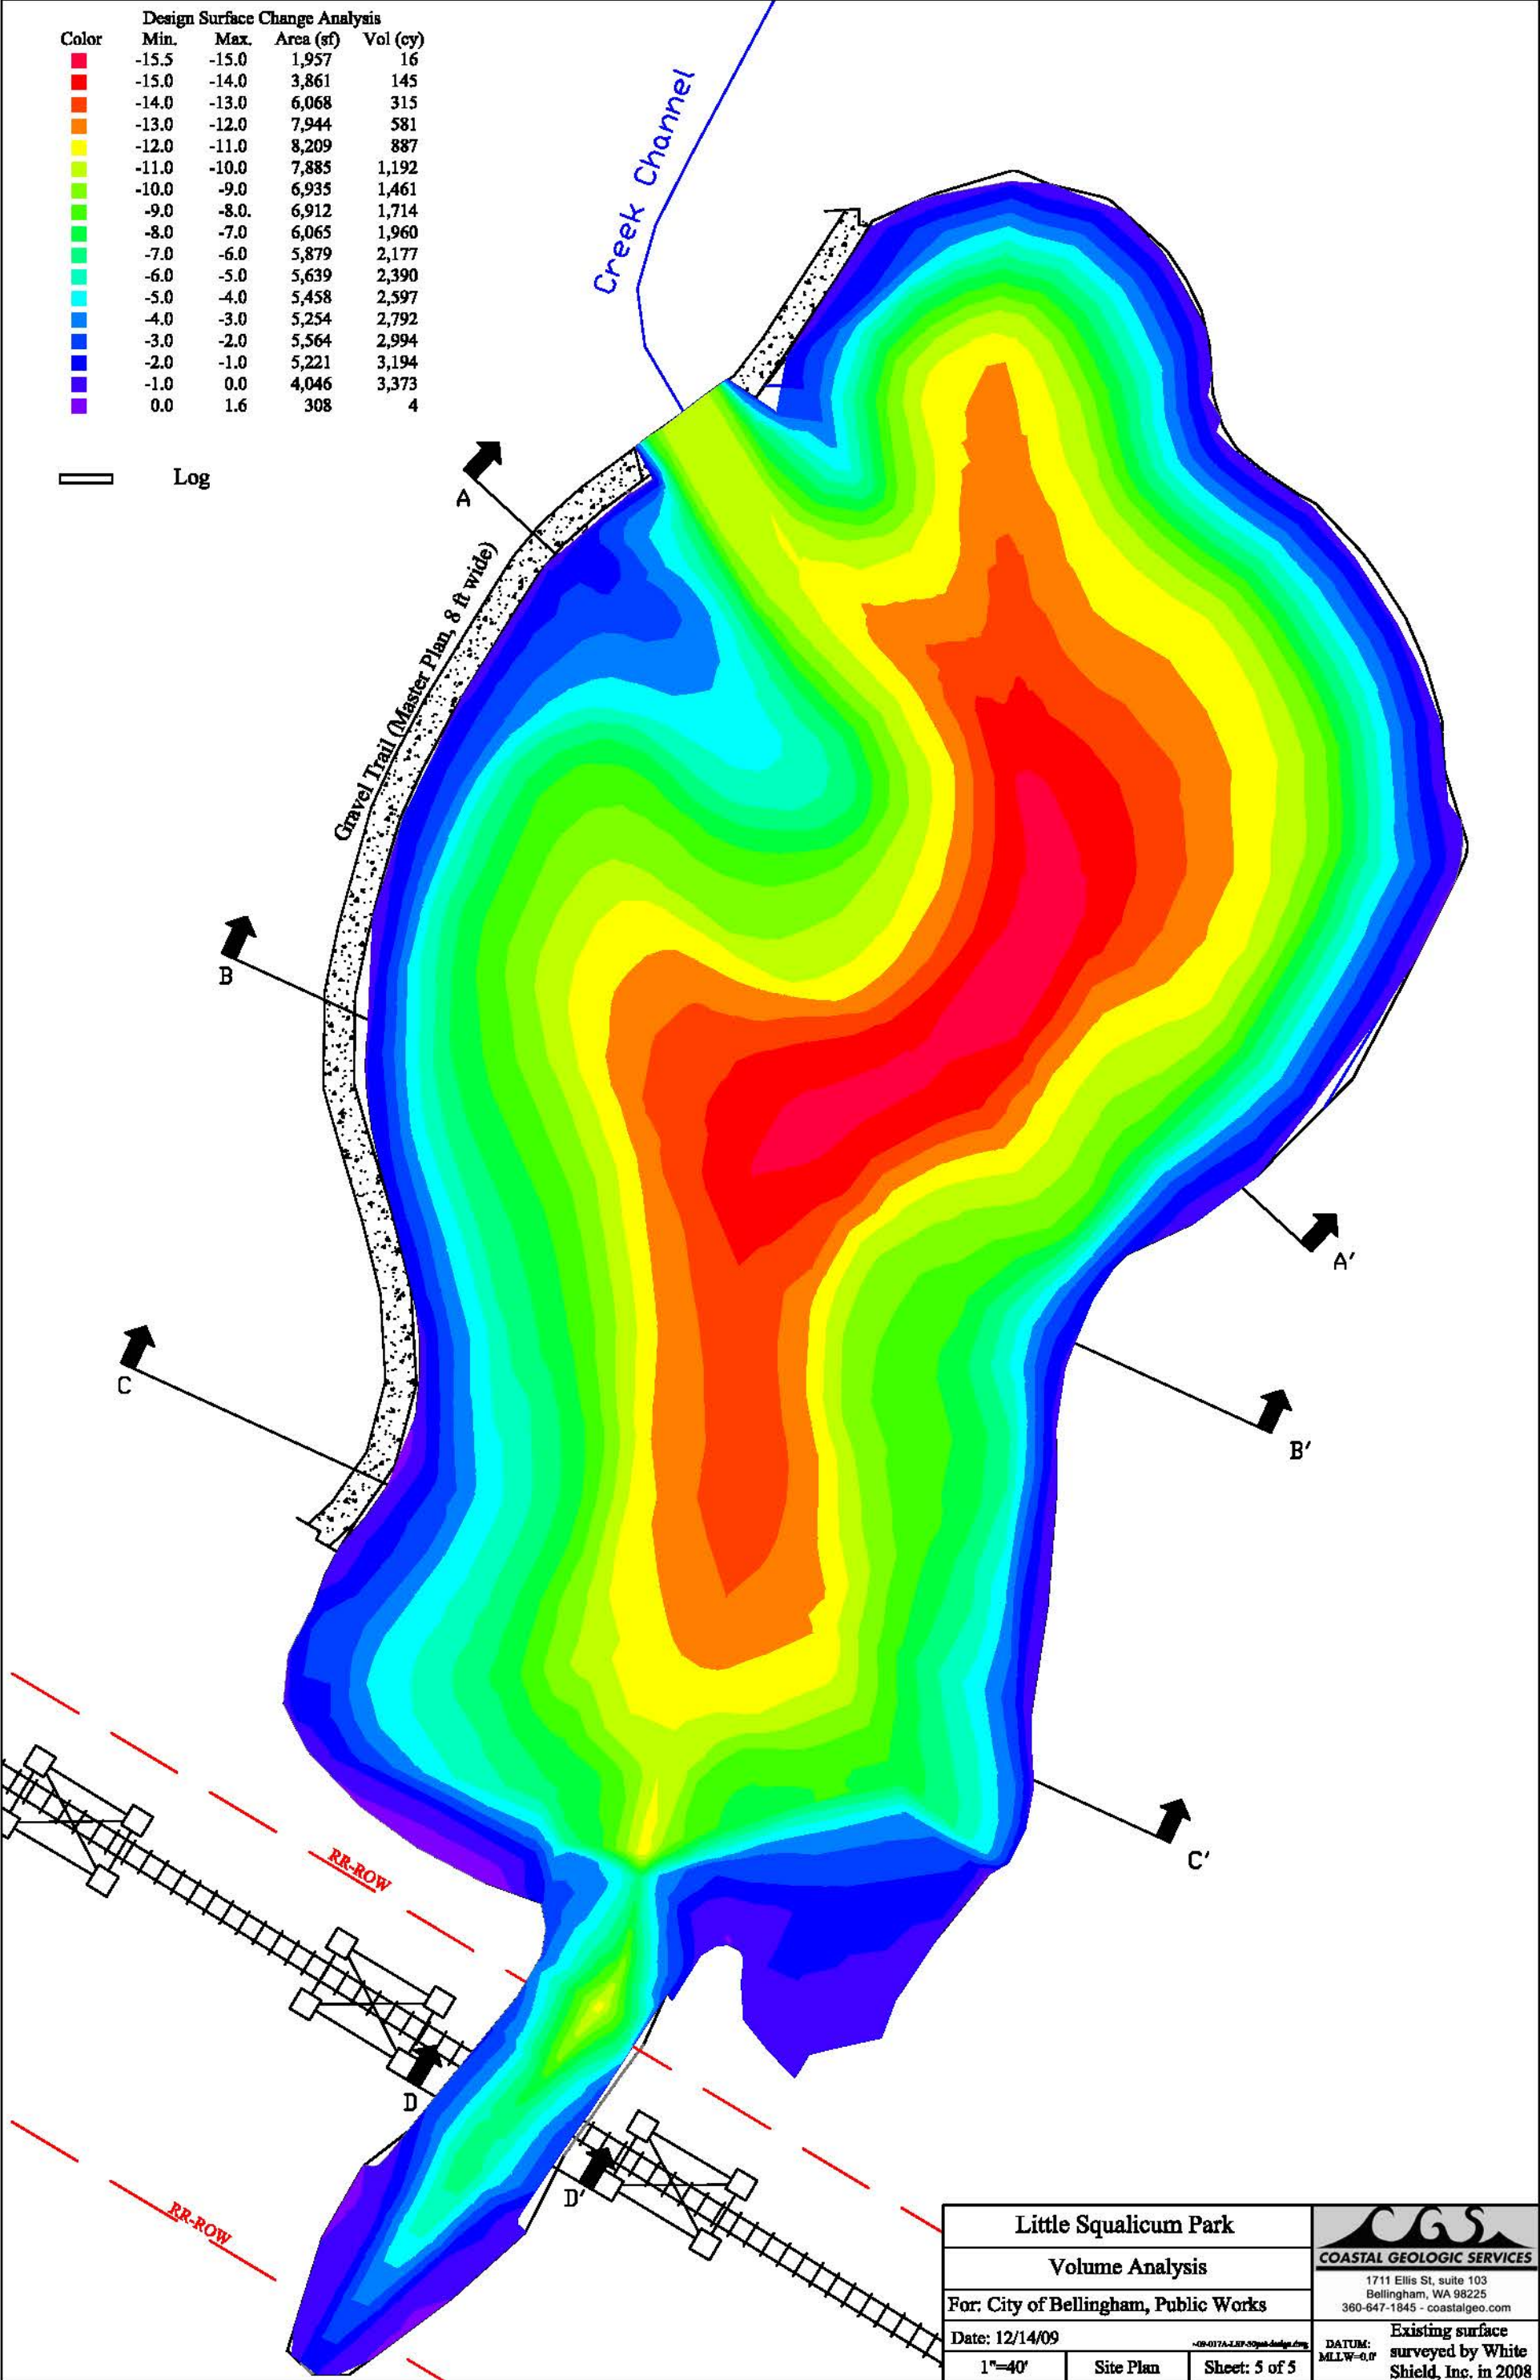 Design Surface Change Analysis
Color Min. Max. Area (sf) Vol (cy)
-15.5 -15.0 1,957 16
-15.0 -14.0 3,861 145
-14.0 -13.0 6,068 315
-13.0 -12.0 7,944 581
-12.0 -11.0 8,209 887
-11.0 -10.0 7,885 1,192
-10.0 -9.0 6,935 1,461
-9.0 -8.0. 6,912 1,714
-8.0 -7.0 6,065 1,960
-7.0 -6.0 5,879 2,177
-6.0 -5.0 5,639 2,390
-5.0 -4.0 5,458 2,597
-4.0 -3.0 5,254 2,792
-3.0 -2.0 5,564 2,994
-2.0 -1.0 5,221 3,194
-1.0 0.0 4,046 3,373
0.0 1.6 308 4
Log
Creek Channel
Gravel Trail (Master Plan, 8 ft wide)
A
B
A'
C
B'
C'
RR-ROW
D
D'
RR-ROW
Little Squalicum Park
Volume Analysis
For: City of Bellingham, Public Works
Date: 12/14/09
1"=40'
Site Plan
Sheet: 5 of 5
CGS
COASTAL GEOLOGIC SERVICES
1711 Ellis St, suite 103
Bellingham, WA 98225
360-647-1845 - coastalgeo.com
DATUM:
MLLW=0.0'
Existing surface
surveyed by White
Shield, Inc. in 2008